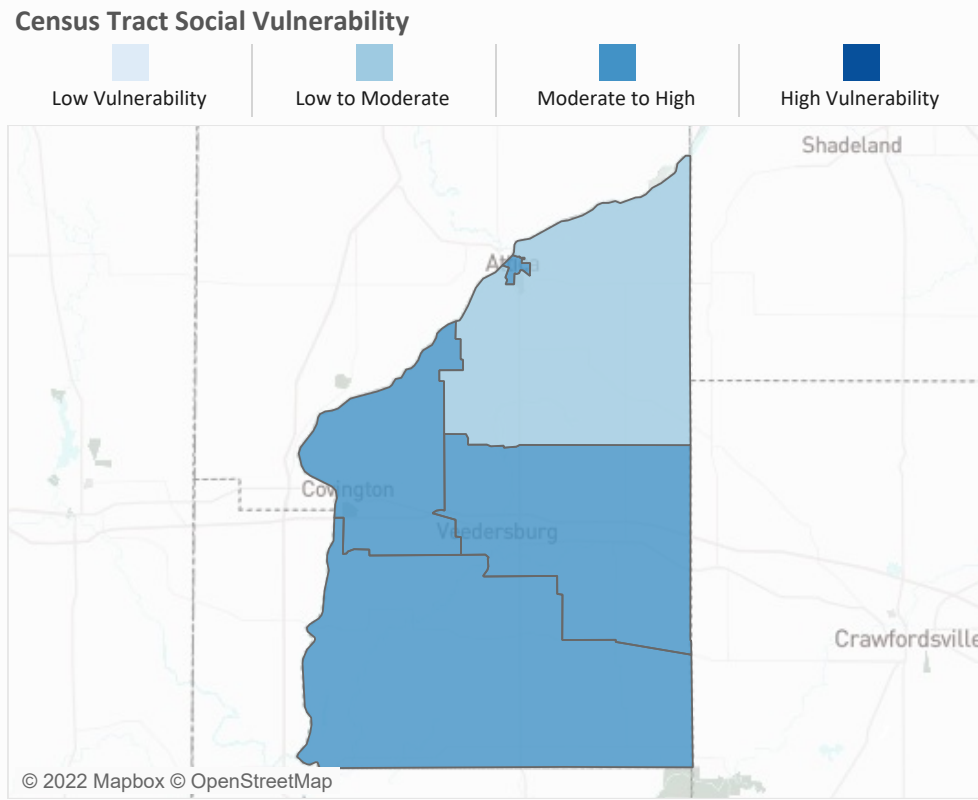 Census Tract Social Vulnerability
Low Vulnerability
Low to Moderate
Moderate to High
High Vulnerability
Shadeland
Attica
Covington
Veedersburg
Crawfordsville
© 2022 Mapbox © OpenStreetMap